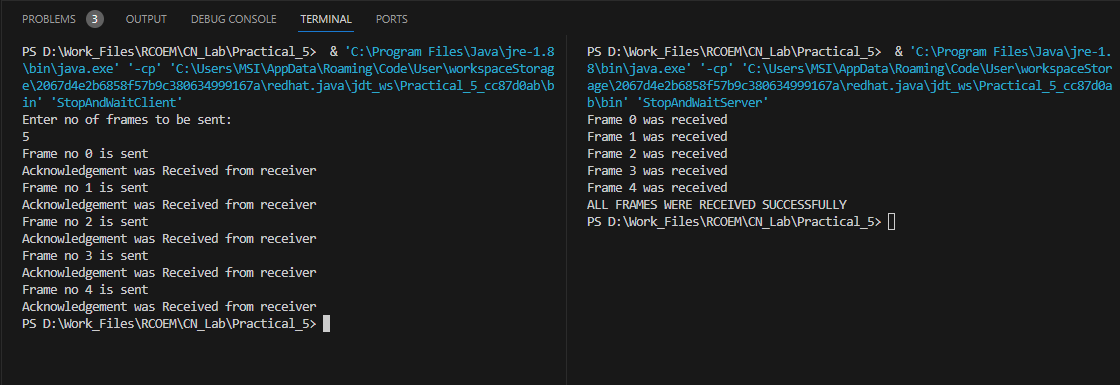 PROBLEMS 3 OUTPUT DEBUG CONSOLE TERMINAL PORTS
PS D:\Work_Files\RCOEM\CN_Lab\Practical_5>  & 'C:\Program Files\Java\jre-1.8
\bin\java.exe' '-cp' 'C:\Users\MSI\AppData\Roaming\Code\User\workspaceStorag
e\2067d4e2b6858f57b9c380634999167a\redhat.java\jdt_ws\Practical_5_cc87d0ab\b
in' 'StopAndWaitClient'
Enter no of frames to be sent:
5
Frame no 0 is sent
Acknowledgement was Received from receiver
Frame no 1 is sent
Acknowledgement was Received from receiver
Frame no 2 is sent
Acknowledgement was Received from receiver
Frame no 3 is sent
Acknowledgement was Received from receiver
Frame no 4 is sent
Acknowledgement was Received from receiver
PS D:\Work_Files\RCOEM\CN_Lab\Practical_5>
PS D:\Work_Files\RCOEM\CN_Lab\Practical_5>  & 'C:\Program Files\Java\jre-1.
8\bin\java.exe' '-cp' 'C:\Users\MSI\AppData\Roaming\Code\User\workspaceStor
age\2067d4e2b6858f57b9c380634999167a\redhat.java\jdt_ws\Practical_5_cc87d0a
b\bin' 'StopAndWaitServer'
Frame 0 was received
Frame 1 was received
Frame 2 was received
Frame 3 was received
Frame 4 was received
ALL FRAMES WERE RECEIVED SUCCESSFULLY
PS D:\Work_Files\RCOEM\CN_Lab\Practical_5>